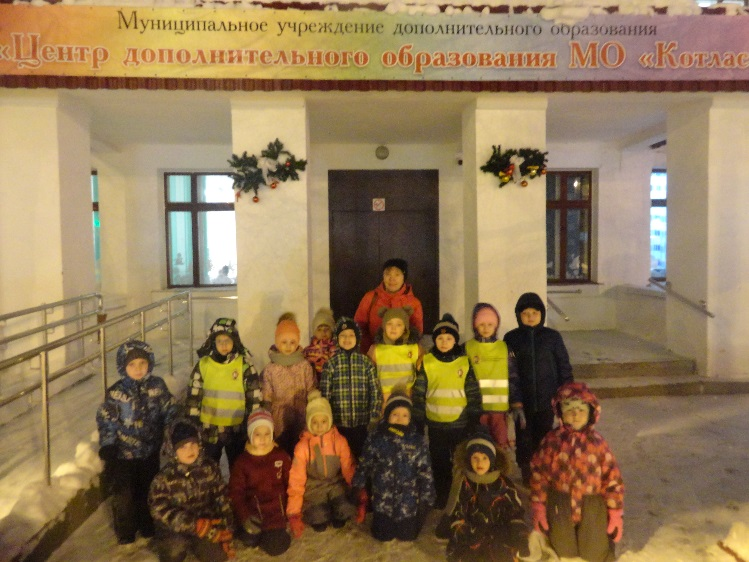 Муниципальное учреждение дополнительного образования
«Центр дополнительного образования МО «Котлас